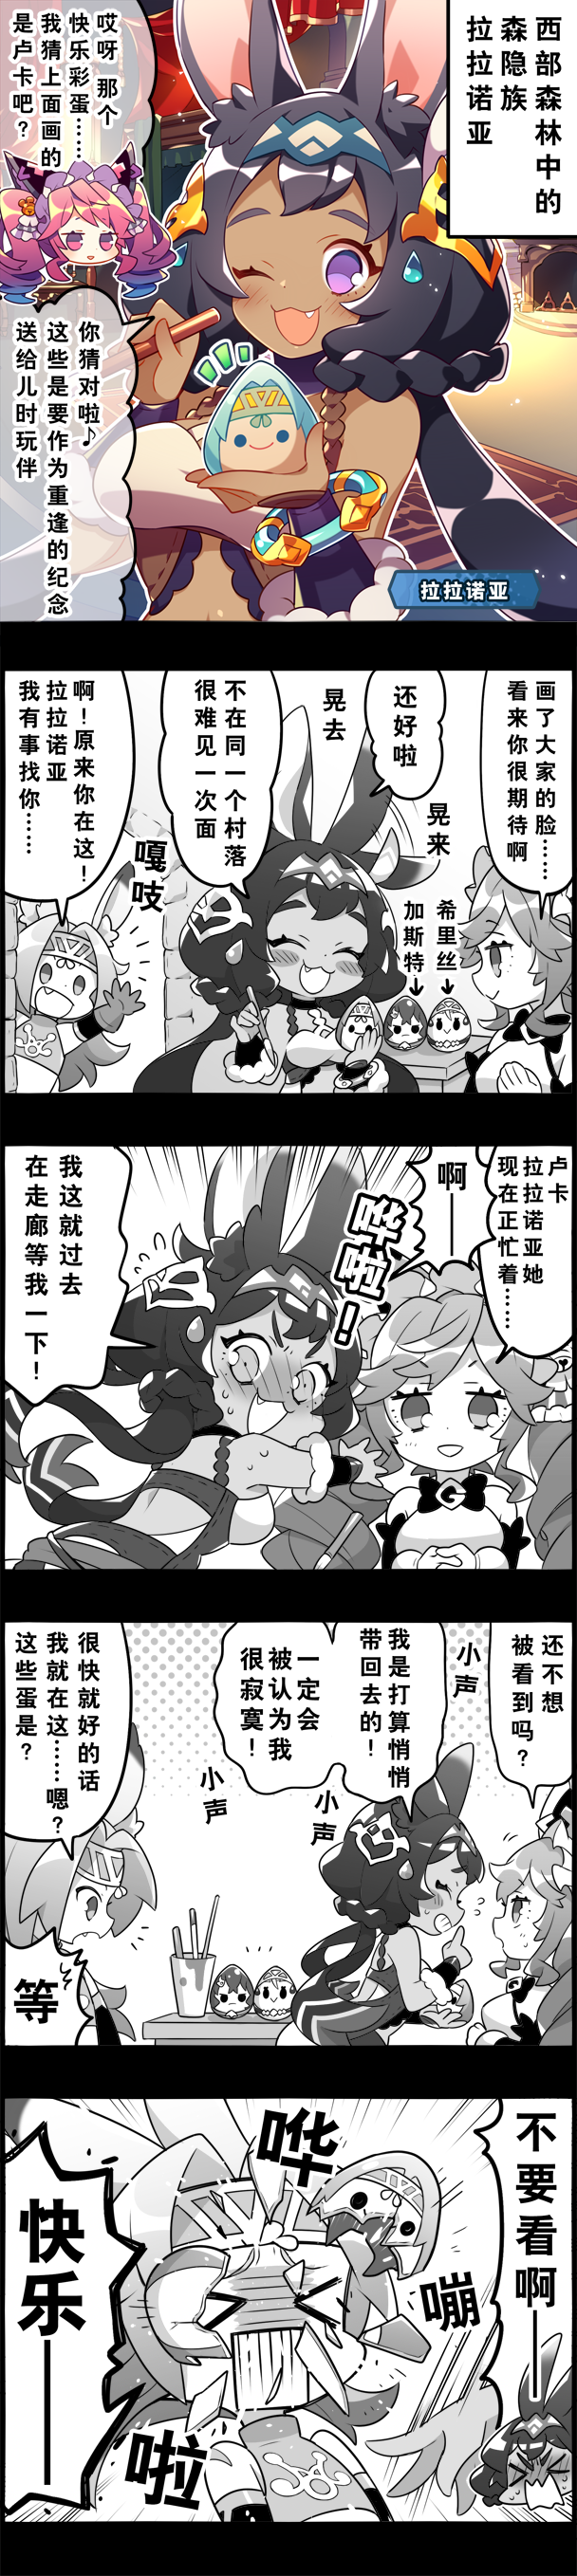 西部森林中的
森隐族
拉拉诺亚
哎呀 那个
快乐彩蛋……
我猜上面画的
是卢卡吧？
你猜对啦♪
这些是要作为重逢的纪念
送给儿时玩伴
拉拉诺亚
画了大家的脸……
看来你很期待啊
还好啦
晃来
晃去
希里丝
加斯特
不在同一个村落
很难见一次面
嘎吱
啊！原来你在这！
拉拉诺亚
我有事找你……
卢卡
拉拉诺亚她
现在正忙着……
啊——
我这就过去
在走廊等我一下！
还不想
被看到吗？
小声
我是打算悄悄
带回去的！
一定会
被认为我
很寂寞！
小声
小声
很快就好的话
我就在这……嗯？
这些蛋是？
等
不要看啊——
哗
嘣
啦
快乐——